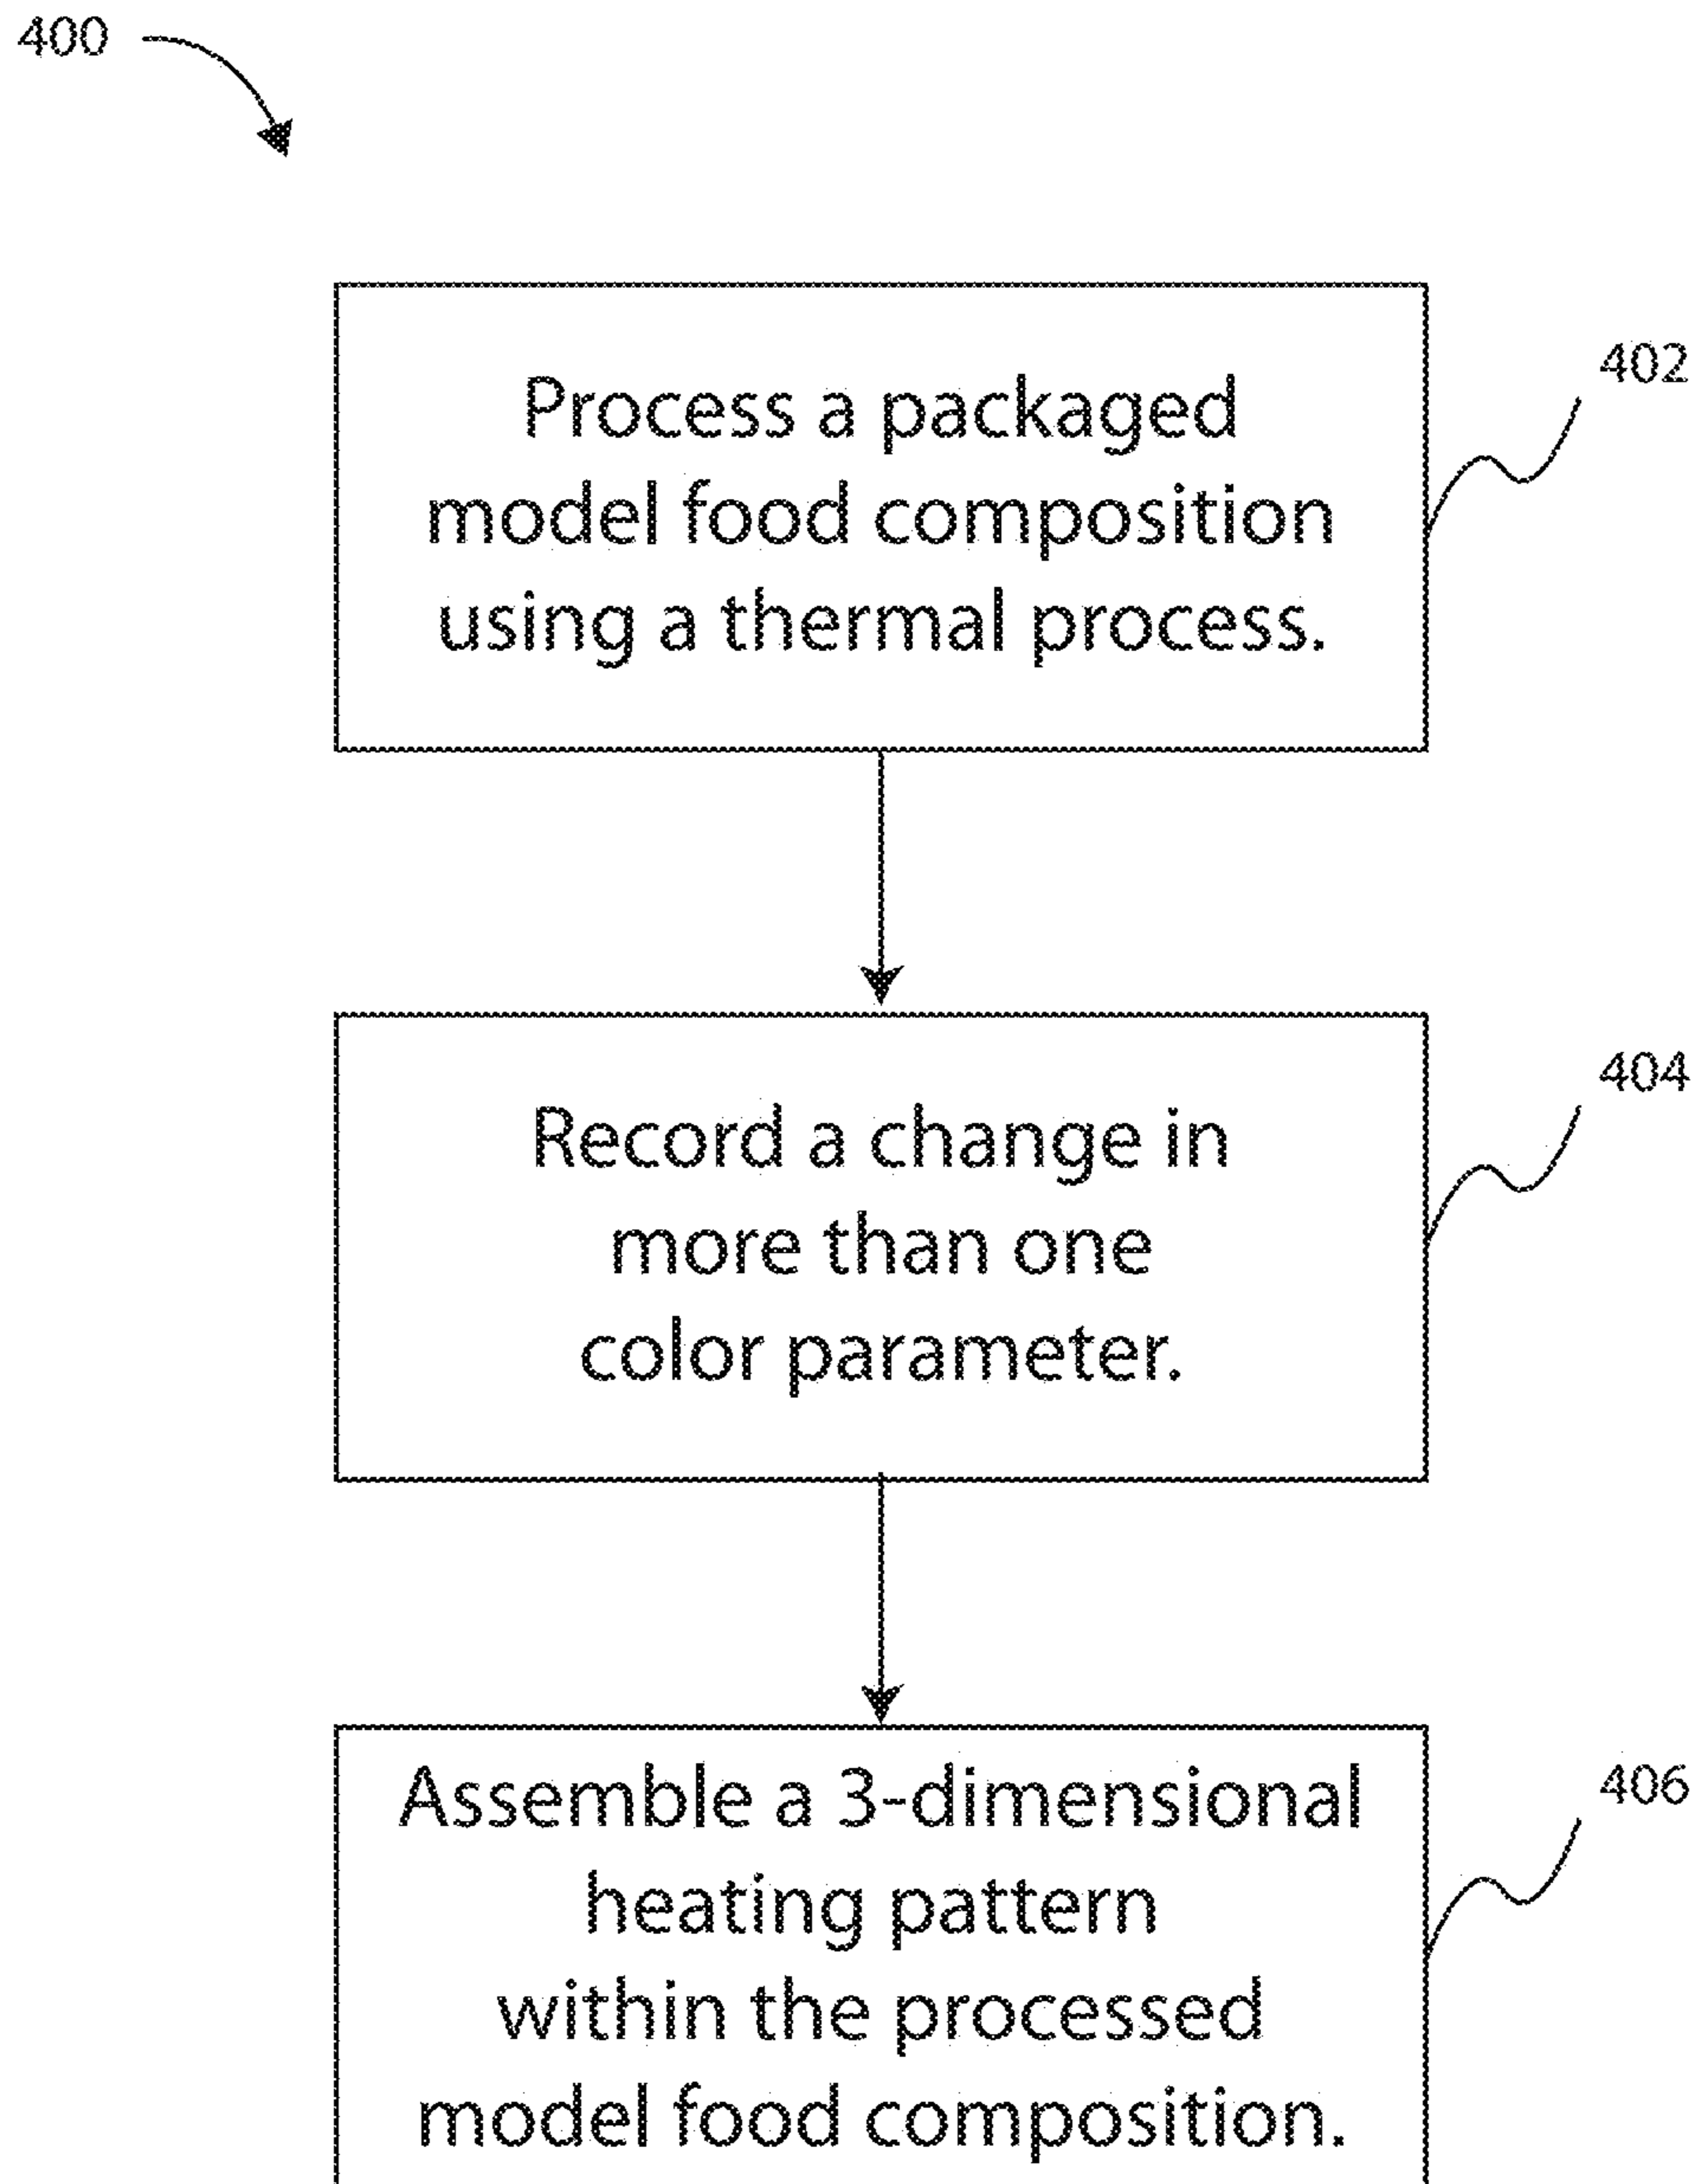 400
402
Process a packaged
model food composition
using a thermal process.
404
Record a change in
more than one
color parameter.
406
Assemble a 3-dimensional
heating pattern
within the processed
model food composition.